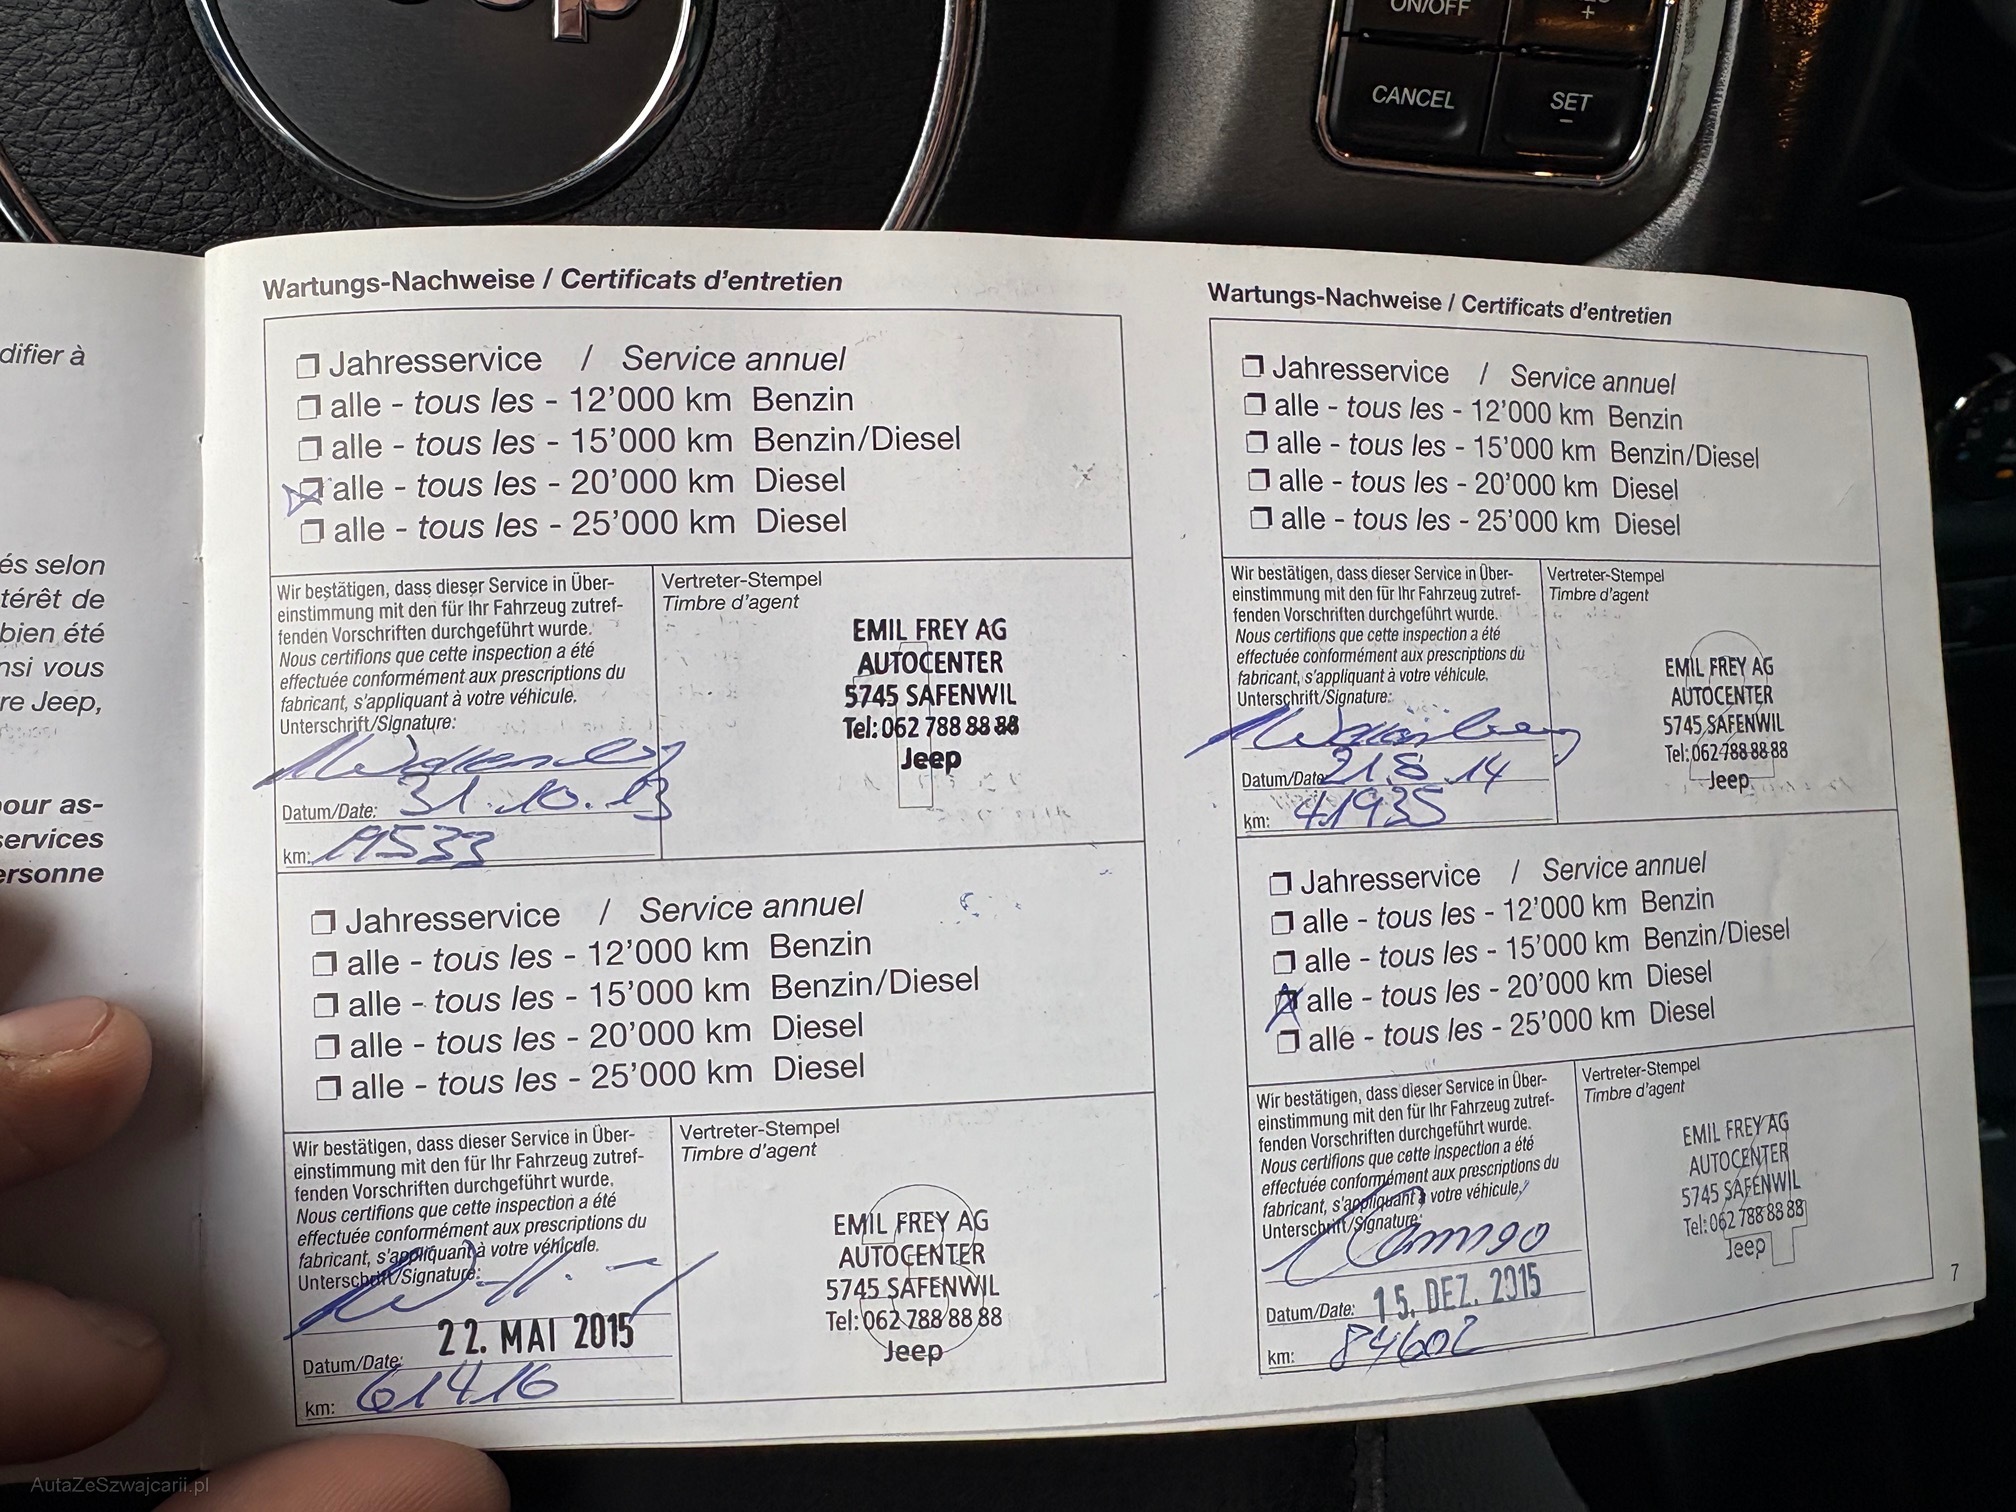 ON/OFF
+
CANCEL
SET
–
difier à
és selon
térêt de
bien été
nsi vous
re Jeep,
pour as-
services
ersonne
Wartungs-Nachweise / Certificats d'entretien
Jahresservice / Service annuel
alle - tous les - 12'000 km Benzin
alle - tous les - 15'000 km Benzin/Diesel
alle - tous les - 20'000 km Diesel
alle - tous les - 25'000 km Diesel
Wir bestätigen, dass dieser Service in Über-
einstimmung mit den für Ihr Fahrzeug zutref-
fenden Vorschriften durchgeführt wurde.
Nous certifions que cette inspection a été
effectuée conformément aux prescriptions du
fabricant, s'appliquant à votre véhicule.
Unterschrift/Signature:
Datum/Date: 31.10.13
km: 19533
Vertreter-Stempel
Timbre d'agent
EMIL FREY AG
AUTOCENTER
5745 SAFENWIL
Tel: 062 788 88 88
Jeep
Jahresservice / Service annuel
alle - tous les - 12'000 km Benzin
alle - tous les - 15'000 km Benzin/Diesel
alle - tous les - 20'000 km Diesel
alle - tous les - 25'000 km Diesel
Wir bestätigen, dass dieser Service in Über-
einstimmung mit den für Ihr Fahrzeug zutref-
fenden Vorschriften durchgeführt wurde.
Nous certifions que cette inspection a été
effectuée conformément aux prescriptions du
fabricant, s'appliquant à votre véhicule.
Unterschrift/Signature:
Datum/Date: 22. MAI 2015
km: 61416
Vertreter-Stempel
Timbre d'agent
EMIL FREY AG
AUTOCENTER
5745 SAFENWIL
Tel: 062 788 88 88
Jeep
Wartungs-Nachweise / Certificats d'entretien
Jahresservice / Service annuel
alle - tous les - 12'000 km Benzin
alle - tous les - 15'000 km Benzin/Diesel
alle - tous les - 20'000 km Diesel
alle - tous les - 25'000 km Diesel
Wir bestätigen, dass dieser Service in Über-
einstimmung mit den für Ihr Fahrzeug zutref-
fenden Vorschriften durchgeführt wurde.
Nous certifions que cette inspection a été
effectuée conformément aux prescriptions du
fabricant, s'appliquant à votre véhicule.
Unterschrift/Signature:
Datum/Date: 21.8.14
km: 41935
Vertreter-Stempel
Timbre d'agent
EMIL FREY AG
AUTOCENTER
5745 SAFENWIL
Tel: 062 788 88 88
Jeep
Jahresservice / Service annuel
alle - tous les - 12'000 km Benzin
alle - tous les - 15'000 km Benzin/Diesel
alle - tous les - 20'000 km Diesel
alle - tous les - 25'000 km Diesel
Wir bestätigen, dass dieser Service in Über-
einstimmung mit den für Ihr Fahrzeug zutref-
fenden Vorschriften durchgeführt wurde.
Nous certifions que cette inspection a été
effectuée conformément aux prescriptions du
fabricant, s'appliquant à votre véhicule.
Unterschrift/Signature:
Datum/Date: 15. DEZ. 2015
km: 84602
Vertreter-Stempel
Timbre d'agent
EMIL FREY AG
AUTOCENTER
5745 SAFENWIL
Tel: 062 788 88 88
Jeep
7
AutaZeSzwajcarii.pl